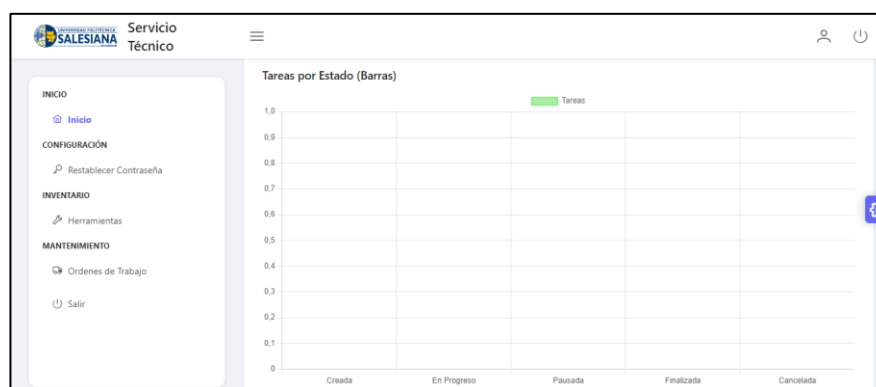 UNIVERSIDAD POLITÉCNICA
SALESIANA
Servicio
Técnico
INICIO
Inicio
CONFIGURACIÓN
Restablecer Contraseña
INVENTARIO
Herramientas
MANTENIMIENTO
Ordenes de Trabajo
Salir
Tareas por Estado (Barras)
Tareas
1,0
0,9
0,8
0,7
0,6
0,5
0,4
0,3
0,2
0,1
0
Creada En Progreso Pausada Finalizada Cancelada